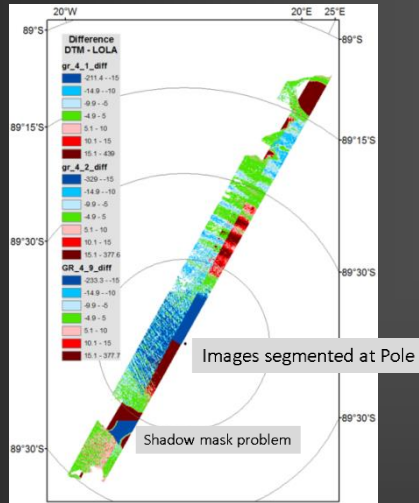 20°W 20°E 25°E
89°S 89°S
Difference
DTM - LOLA
gr_4_1_diff
-211.4 - -15
-14.9 - -10
-9.9 - -5
-4.9 - 5
5.1 - 10
10.1 - 15
15.1 - 439
gr_4_2_diff
-329 - -15
-14.9 - -10
-9.9 - -5
-4.9 - 5
5.1 - 10
10.1 - 15
15.1 - 377.6
GR_4_9_diff
-233.3 - -15
-14.9 - -10
-9.9 - -5
-4.9 - 5
5.1 - 10
10.1 - 15
15.1 - 377.7
89°15'S 89°15'S
89°30'S 89°30'S
Images segmented at Pole
Shadow mask problem
89°30'S 89°30'S